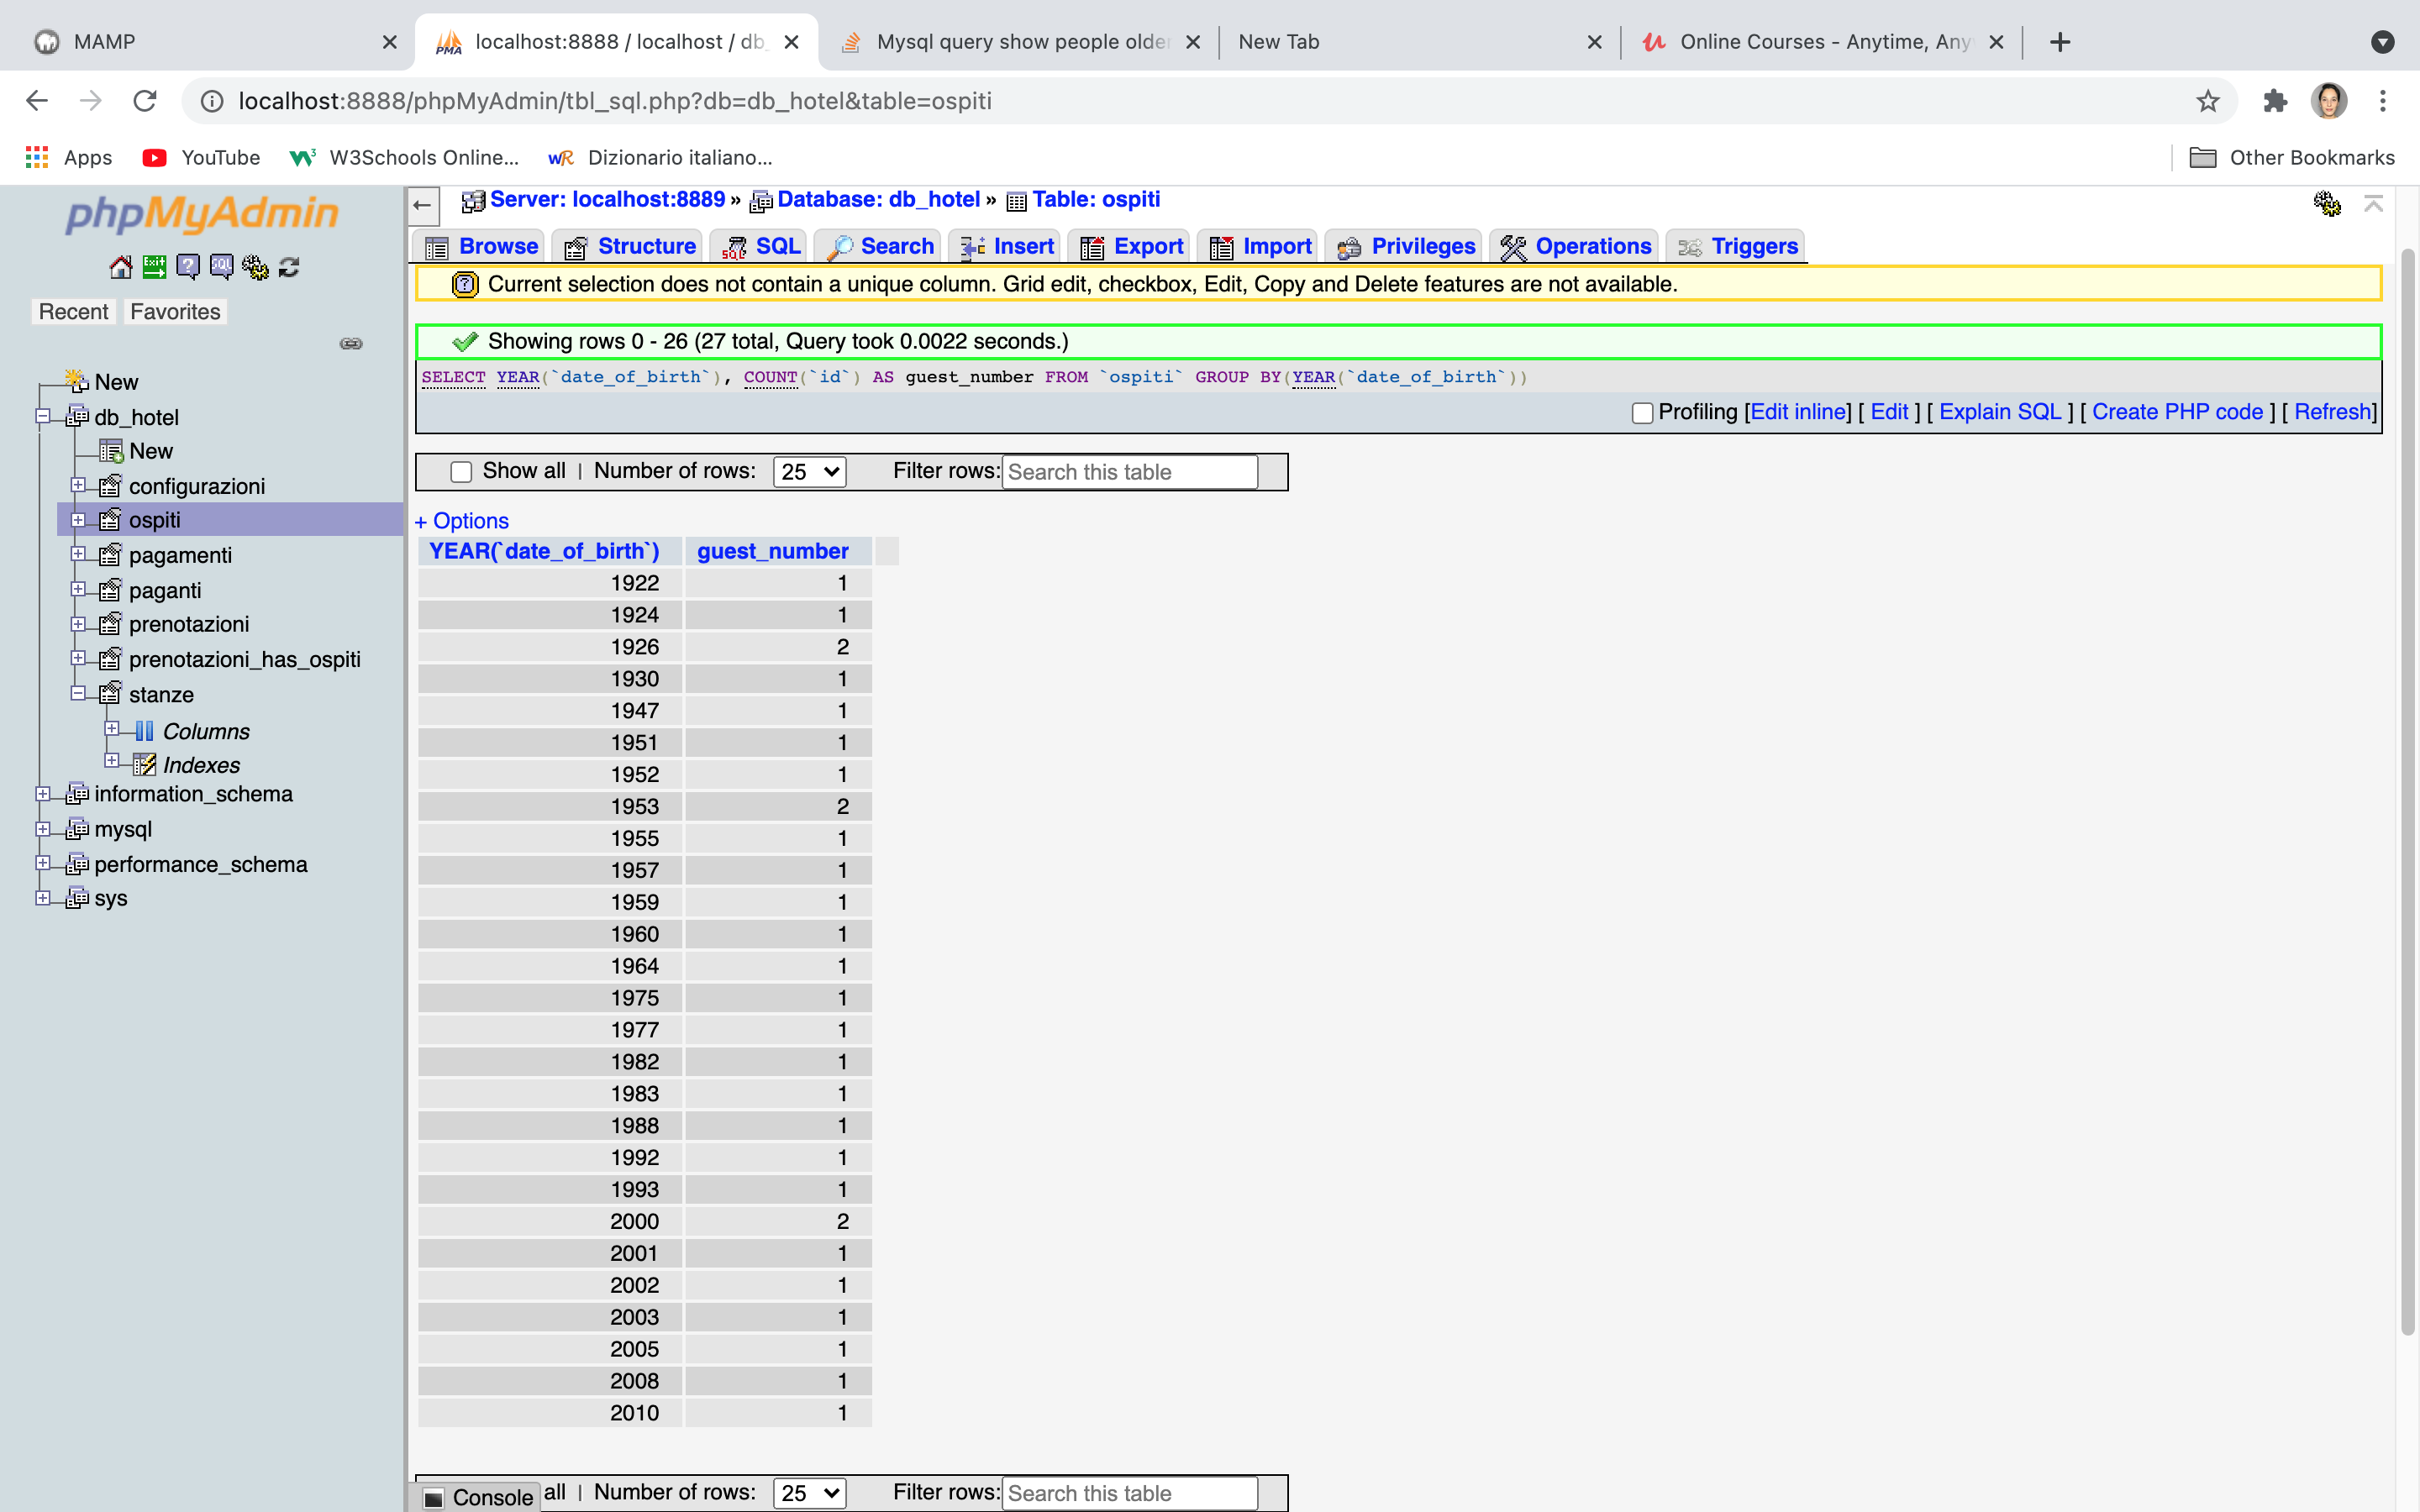 MAMP
localhost:8888 / localhost / db_
Mysql query show people older
New Tab
Online Courses - Anytime, Any
localhost:8888/phpMyAdmin/tbl_sql.php?db=db_hotel&table=ospiti
Apps
YouTube
W3Schools Online...
Dizionario italiano...
Other Bookmarks
phpMyAdmin
Recent
Favorites
New
db_hotel
New
configurazioni
ospiti
pagamenti
paganti
prenotazioni
prenotazioni_has_ospiti
stanze
Columns
Indexes
information_schema
mysql
performance_schema
sys
Server: localhost:8889 » Database: db_hotel » Table: ospiti
Browse Structure SQL Search Insert Export Import Privileges Operations Triggers
Current selection does not contain a unique column. Grid edit, checkbox, Edit, Copy and Delete features are not available.
Showing rows 0 - 26 (27 total, Query took 0.0022 seconds.)
SELECT YEAR(`date_of_birth`), COUNT(`id`) AS guest_number FROM `ospiti` GROUP BY(YEAR(`date_of_birth`))
Profiling [Edit inline] [ Edit ] [ Explain SQL ] [ Create PHP code ] [ Refresh]
Show all | Number of rows: 25 Filter rows: Search this table
+ Options
YEAR(`date_of_birth`) guest_number
1922 1
1924 1
1926 2
1930 1
1947 1
1951 1
1952 1
1953 2
1955 1
1957 1
1959 1
1960 1
1964 1
1975 1
1977 1
1982 1
1983 1
1988 1
1992 1
1993 1
2000 2
2001 1
2002 1
2003 1
2005 1
2008 1
2010 1
Console all | Number of rows: 25 Filter rows: Search this table